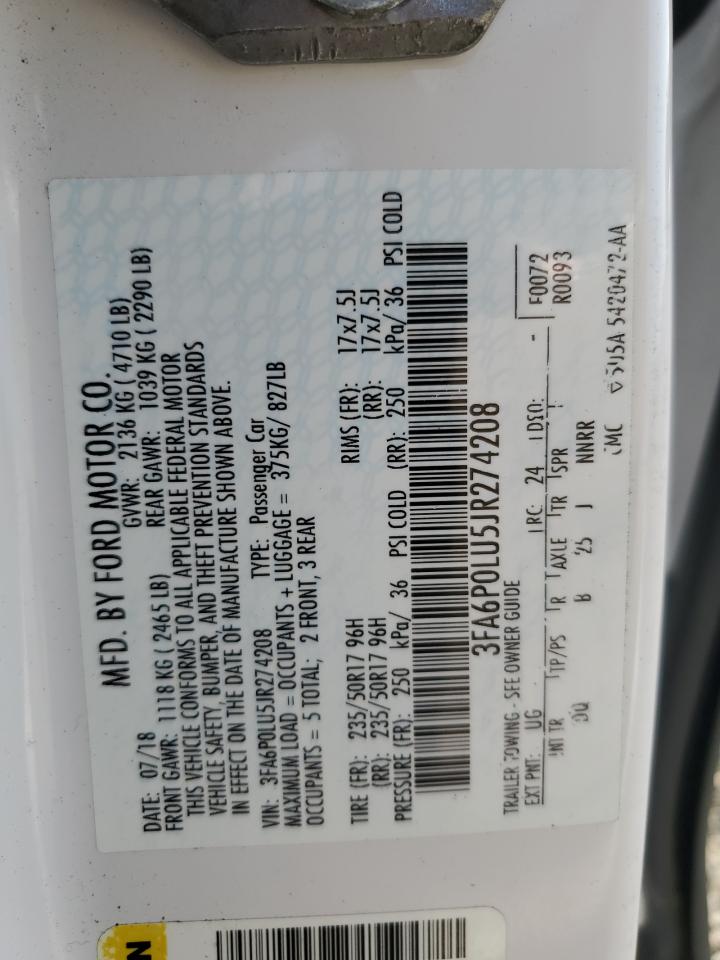 MFD. BY FORD MOTOR CO.
DATE: 07/18 GVWR: 2136 KG ( 4710 LB)
FRONT GAWR: 1118 KG ( 2465 LB) REAR GAWR: 1039 KG ( 2290 LB)
THIS VEHICLE CONFORMS TO ALL APPLICABLE FEDERAL MOTOR
VEHICLE SAFETY, BUMPER, AND THEFT PREVENTION STANDARDS
IN EFFECT ON THE DATE OF MANUFACTURE SHOWN ABOVE.
VIN: 3FA6P0LU5JR274208 TYPE: Passenger Car
MAXIMUM LOAD = OCCUPANTS + LUGGAGE = 375KG/ 827LB
OCCUPANTS = 5 TOTAL; 2 FRONT, 3 REAR
TIRE (FR): 235/50R17 96H RIMS (FR): 17x7.5J
(RR): 235/50R17 96H (RR): 17x7.5J
PRESSURE (FR): 250 kPa/ 36 PSI COLD (RR): 250 kPa/ 36 PSI COLD
3FA6P0LU5JR274208
TRAILER TOWING - SEE OWNER GUIDE
EXT PNT: UG RC: 24 DSO: - F0072
R0093
INT TR TP/PS R AXLE TR SPR
DQ B 25 J NNRR
5420472-AA
N